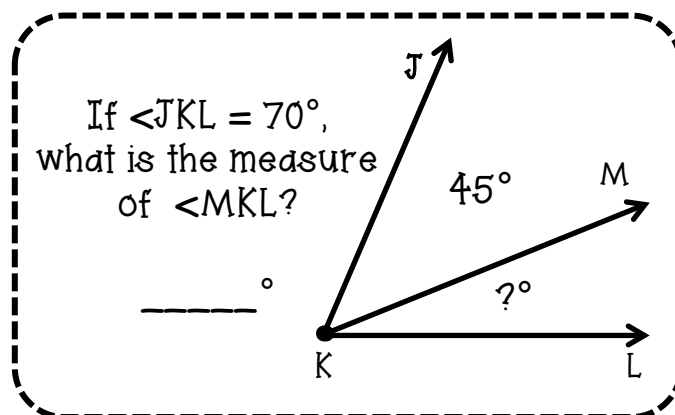 J
If <JKL = 70°,
what is the measure
of <MKL?
45°
M
_____°
?°
K
L